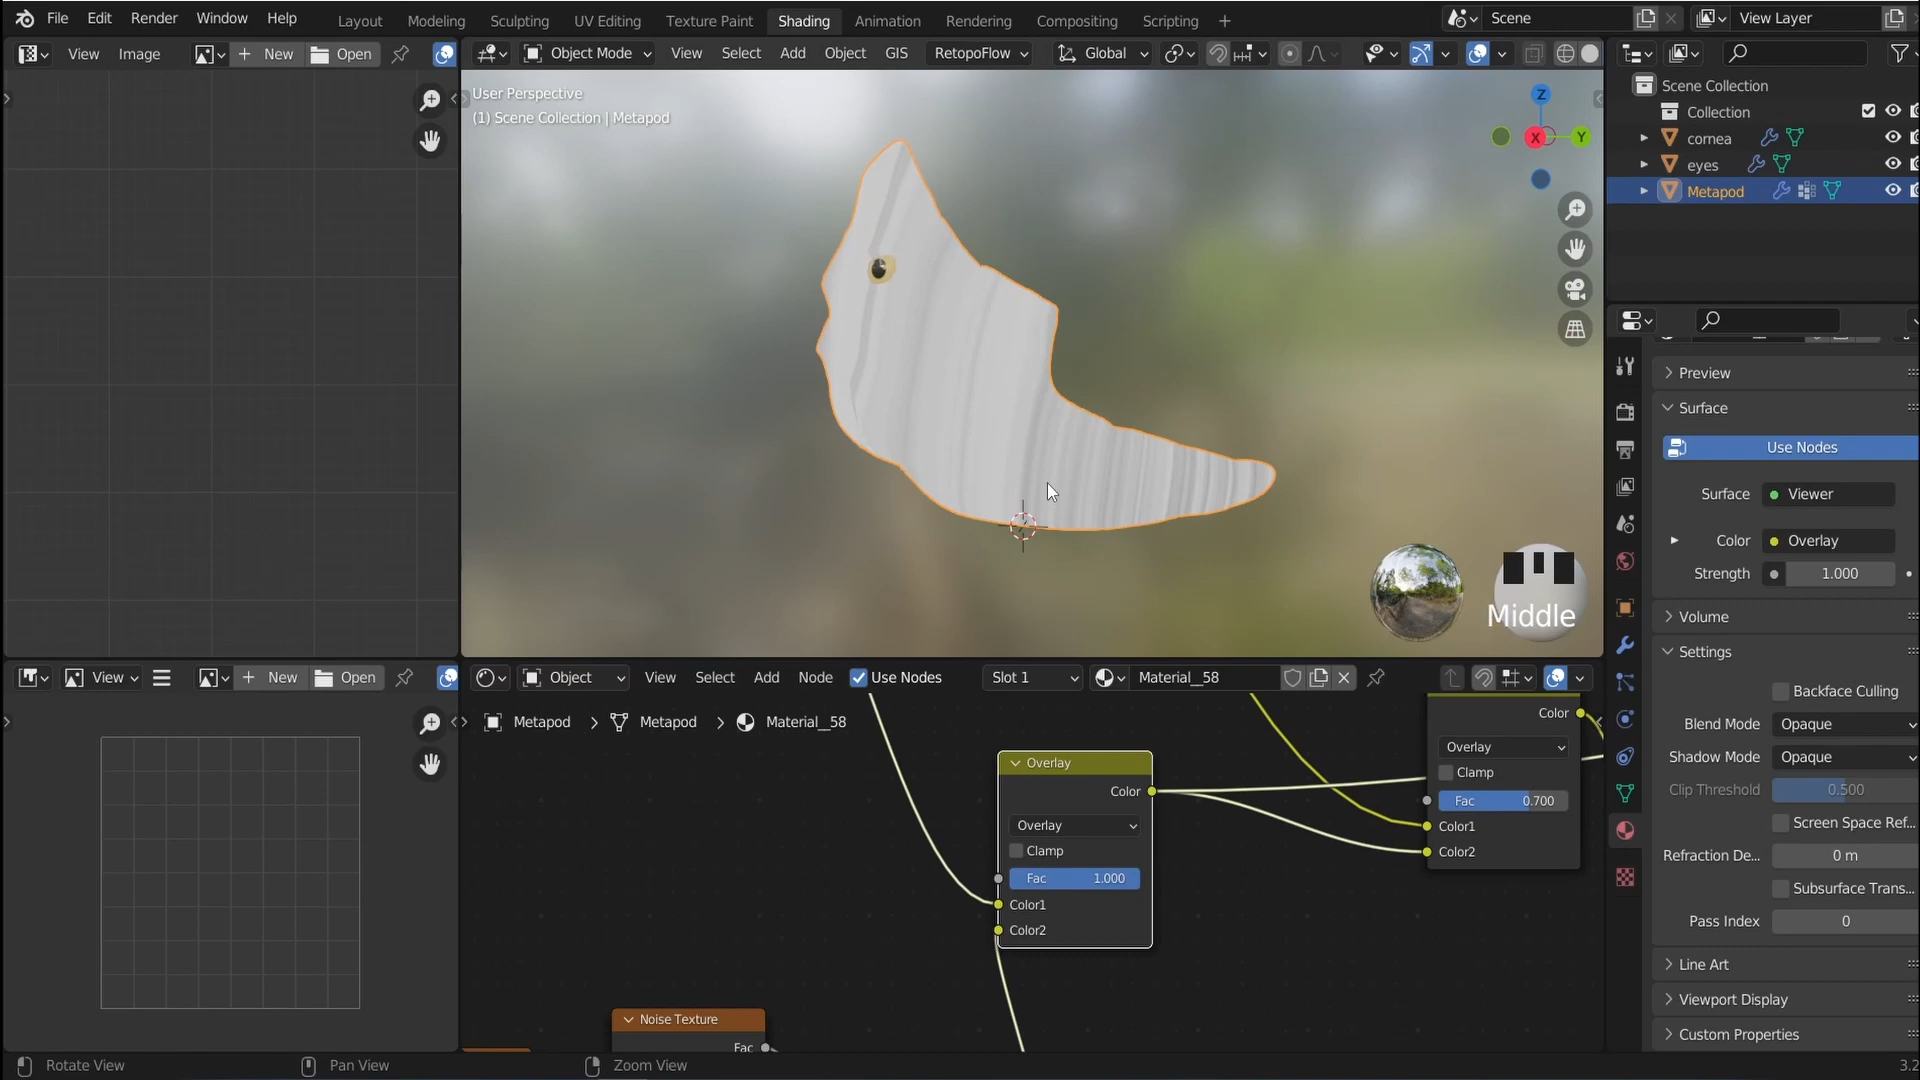 File Edit Render Window Help Layout Modeling Sculpting UV Editing Texture Paint Shading Animation Rendering Compositing Scripting + Scene View Layer
View Image + New Open Object Mode View Select Add Object GIS RetopoFlow Global
User Perspective
(1) Scene Collection | Metapod
Z
X
Y
Middle
Scene Collection
Collection
cornea
eyes
Metapod
Preview
Surface
Use Nodes
Surface Viewer
Color Overlay
Strength 1.000
Volume
Settings
Backface Culling
Blend Mode Opaque
Shadow Mode Opaque
Clip Threshold 0.500
Screen Space Ref...
Refraction De... 0 m
Subsurface Trans...
Pass Index 0
Line Art
Viewport Display
Custom Properties
View + New Open Object View Select Add Node Use Nodes Slot 1 Material__58
Metapod > Metapod > Material__58
Overlay
Color
Overlay
Clamp
Fac 1.000
Color1
Color2
Color
Overlay
Clamp
Fac 0.700
Color1
Color2
Noise Texture
Fac
Rotate View Pan View Zoom View 3.2